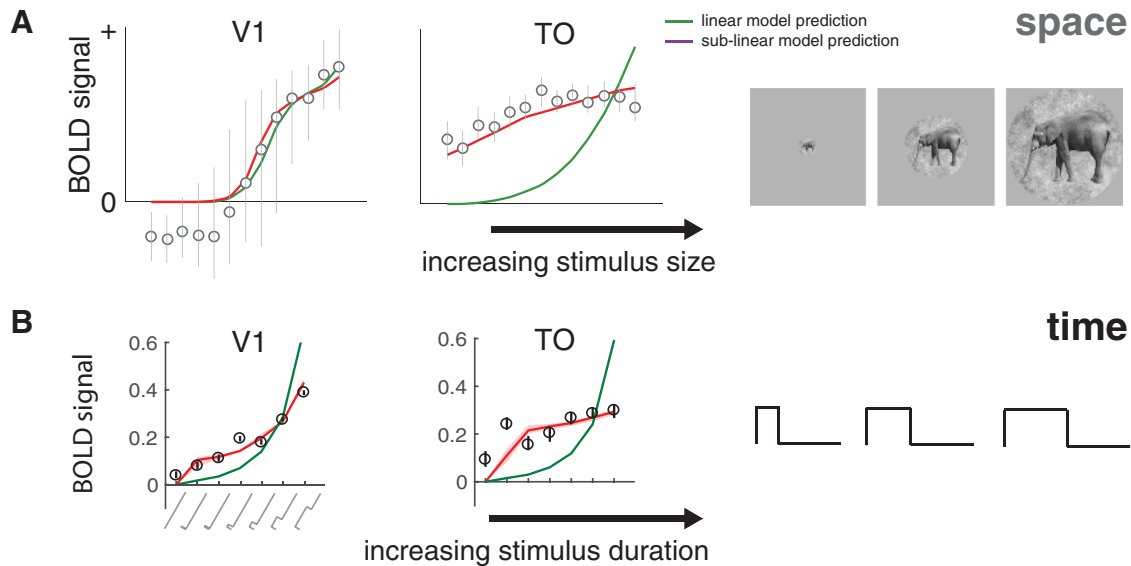 A
V1
TO
linear model prediction
sub-linear model prediction
space
BOLD signal
+
0
increasing stimulus size
B
V1
TO
time
BOLD signal
0.6
0.4
0.2
0
0.6
0.4
0.2
0
increasing stimulus duration